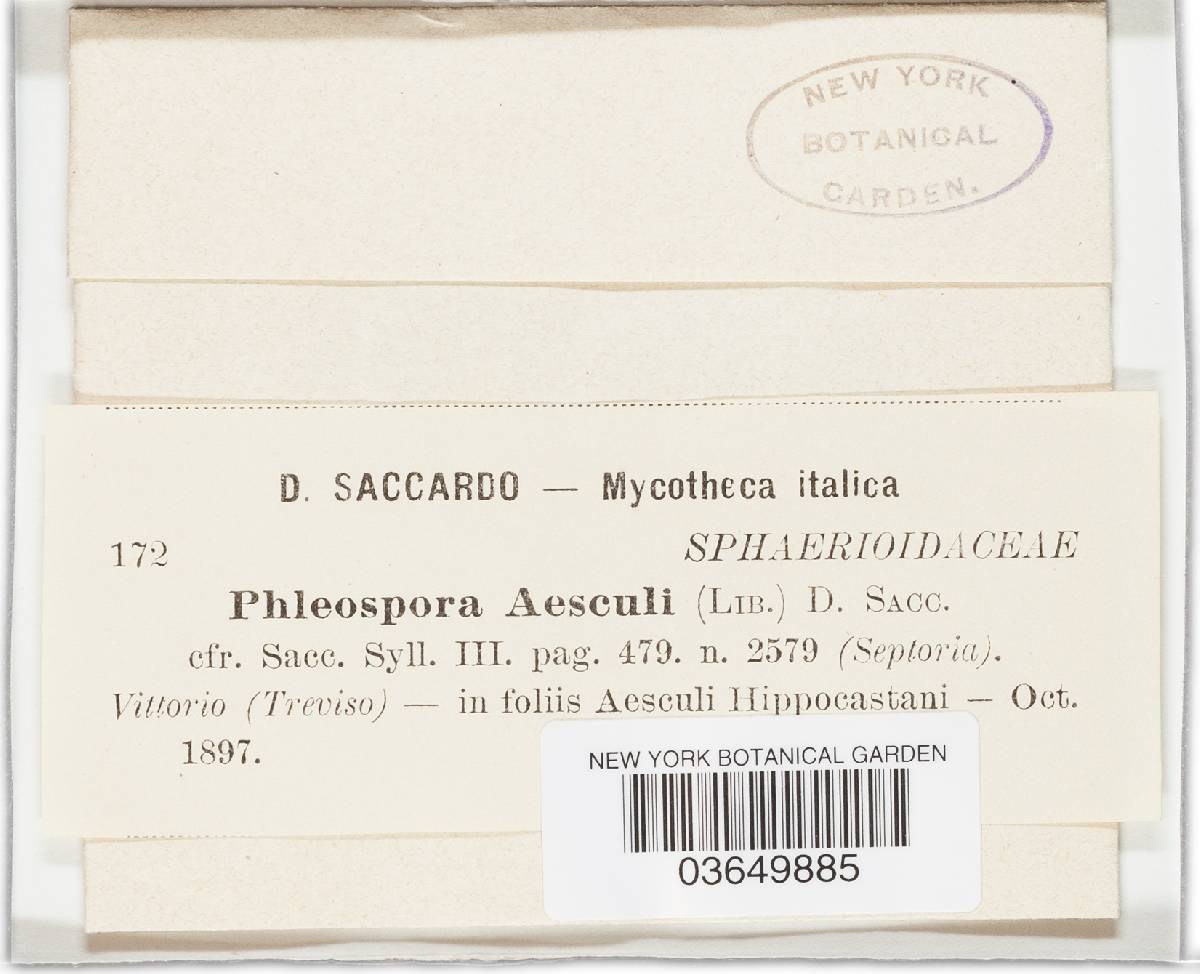 NEW YORK
BOTANICAL
GARDEN.
D. SACCARDO — Mycotheca italica
172 SPHAERIOIDACEAE
Phleospora Aesculi (LIB.) D. SACC.
cfr. Sacc. Syll. III. pag. 479. n. 2579 (Septoria).
Vittorio (Treviso) — in foliis Aesculi Hippocastani — Oct.
1897.
NEW YORK BOTANICAL GARDEN
03649885